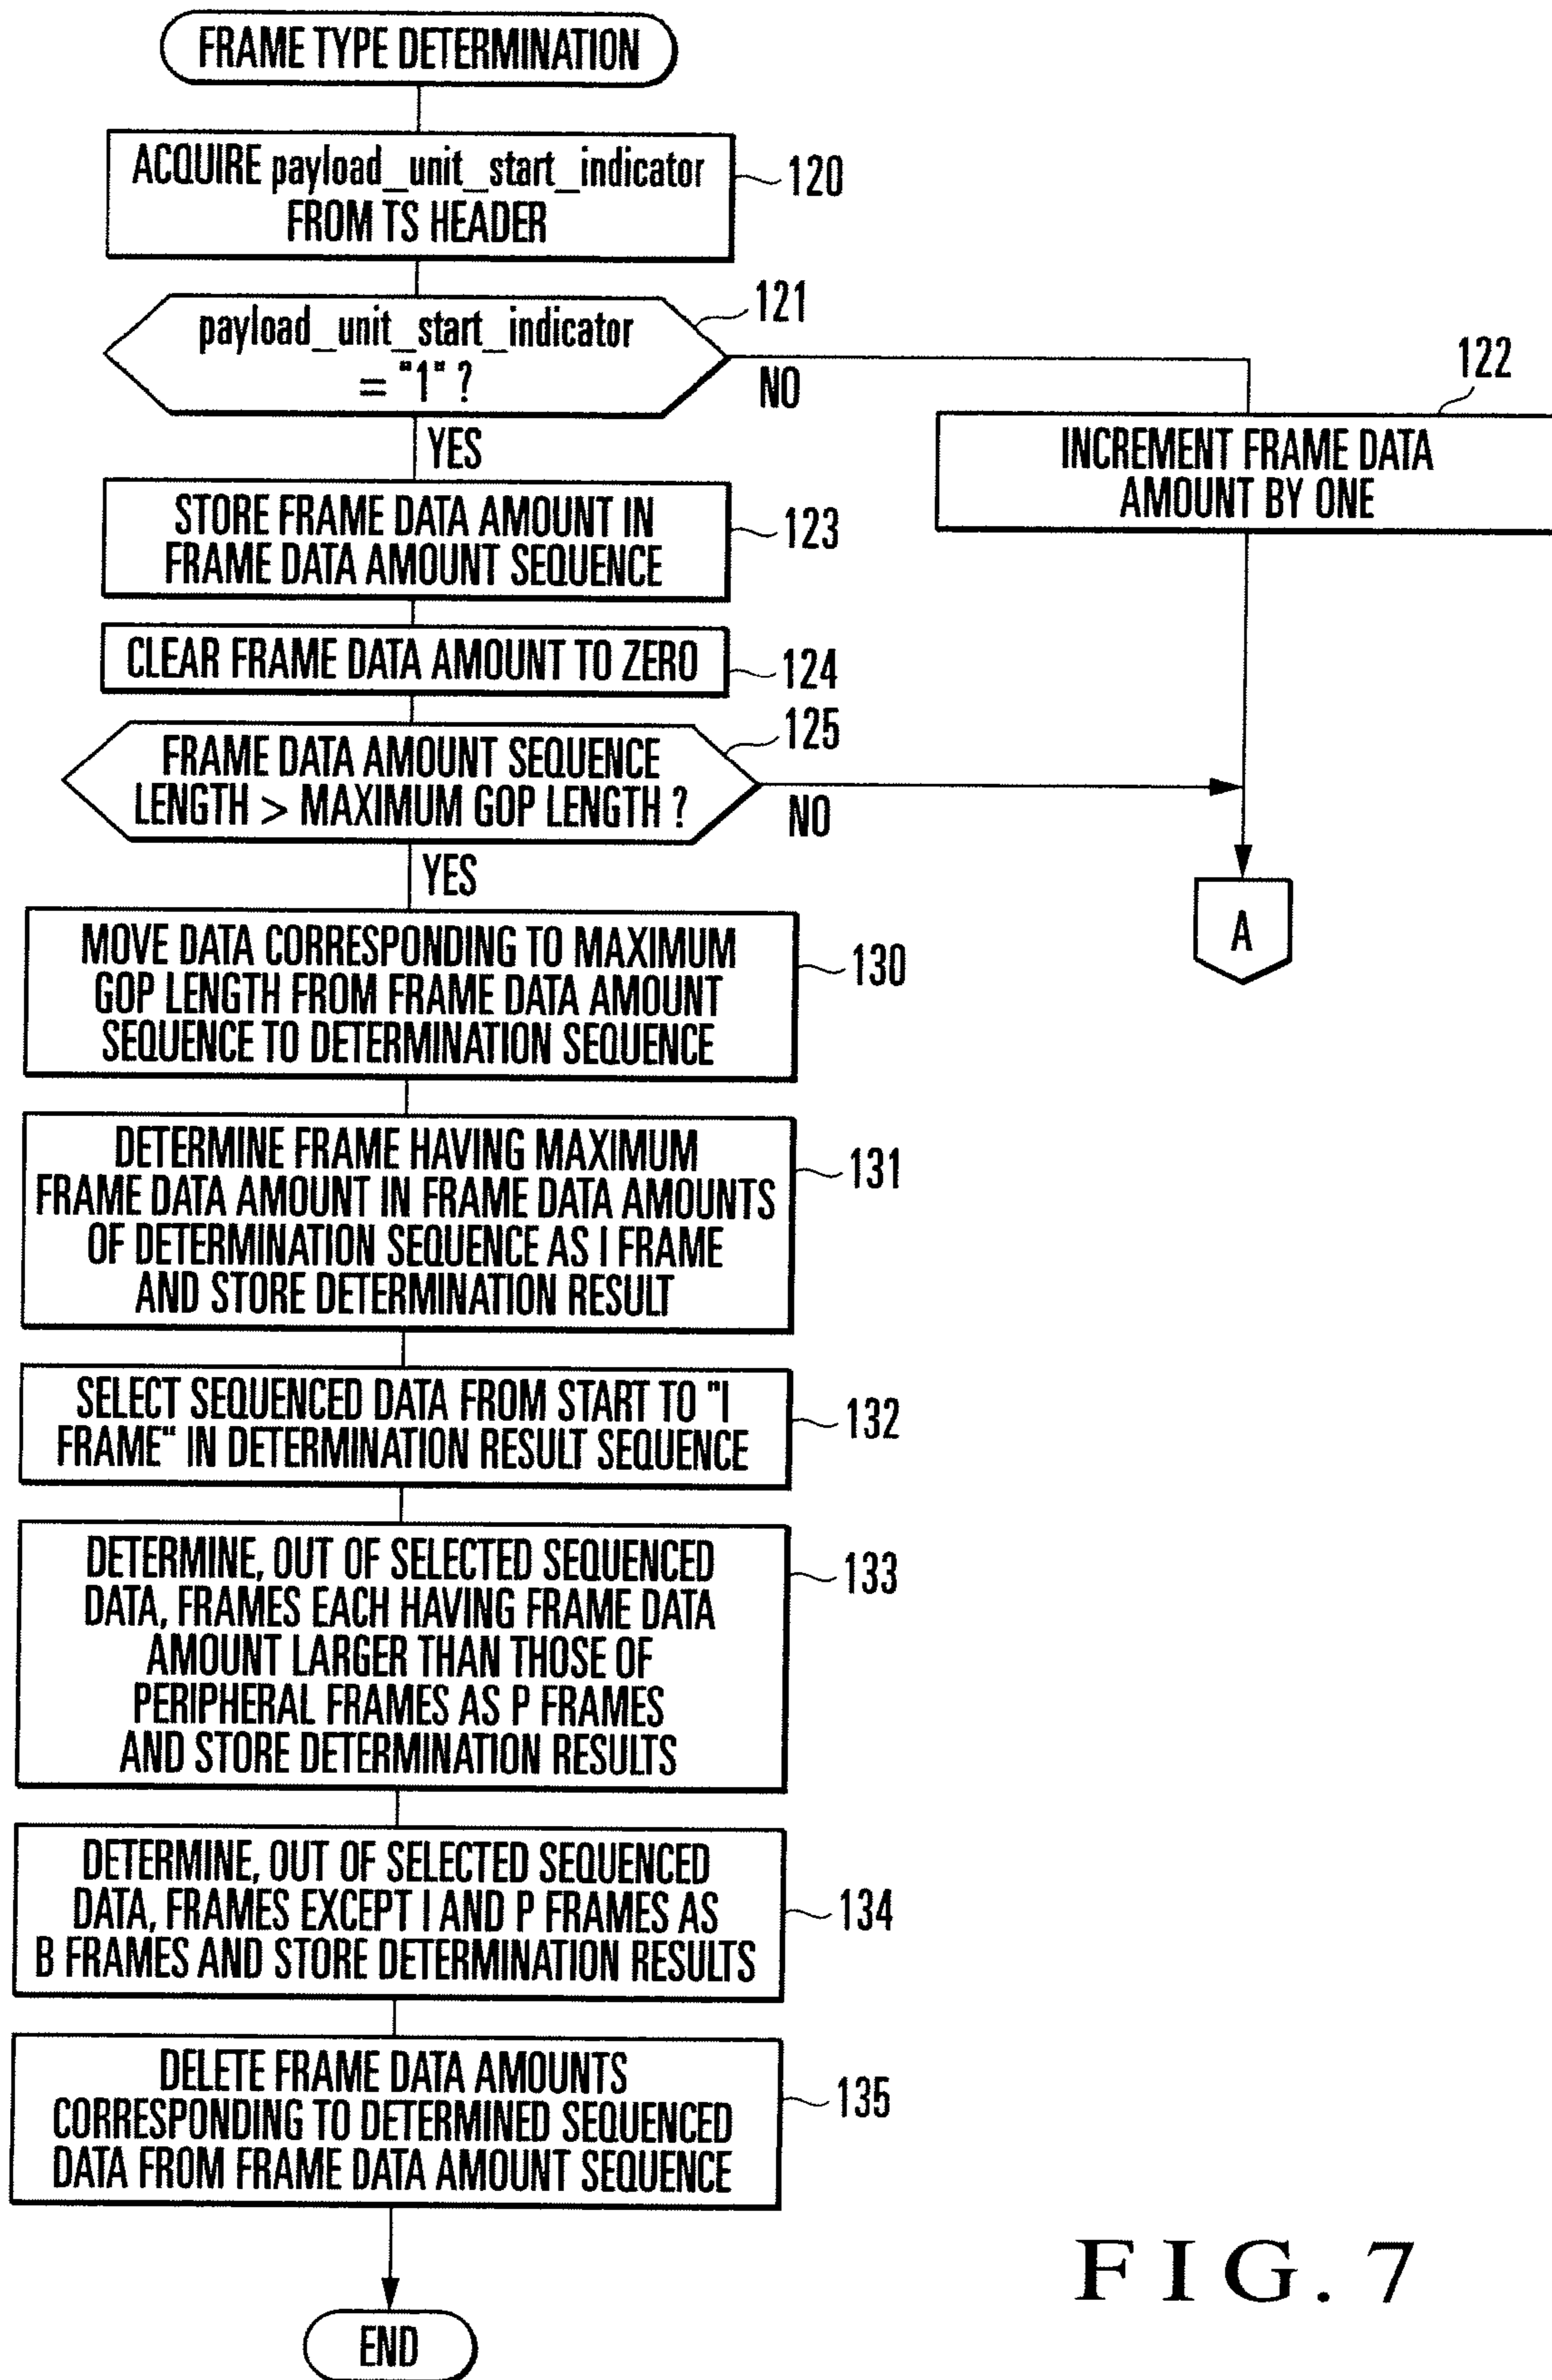 FRAME TYPE DETERMINATION
ACQUIRE payload_unit_start_indicator
FROM TS HEADER
120
payload_unit_start_indicator
= "1" ?
121
NO
YES
122
INCREMENT FRAME DATA
AMOUNT BY ONE
STORE FRAME DATA AMOUNT IN
FRAME DATA AMOUNT SEQUENCE
123
CLEAR FRAME DATA AMOUNT TO ZERO
124
FRAME DATA AMOUNT SEQUENCE
LENGTH > MAXIMUM GOP LENGTH ?
125
NO
YES
A
MOVE DATA CORRESPONDING TO MAXIMUM
GOP LENGTH FROM FRAME DATA AMOUNT
SEQUENCE TO DETERMINATION SEQUENCE
130
DETERMINE FRAME HAVING MAXIMUM
FRAME DATA AMOUNT IN FRAME DATA AMOUNTS
OF DETERMINATION SEQUENCE AS I FRAME
AND STORE DETERMINATION RESULT
131
SELECT SEQUENCED DATA FROM START TO "I
FRAME" IN DETERMINATION RESULT SEQUENCE
132
DETERMINE, OUT OF SELECTED SEQUENCED
DATA, FRAMES EACH HAVING FRAME DATA
AMOUNT LARGER THAN THOSE OF
PERIPHERAL FRAMES AS P FRAMES
AND STORE DETERMINATION RESULTS
133
DETERMINE, OUT OF SELECTED SEQUENCED
DATA, FRAMES EXCEPT I AND P FRAMES AS
B FRAMES AND STORE DETERMINATION RESULTS
134
DELETE FRAME DATA AMOUNTS
CORRESPONDING TO DETERMINED SEQUENCED
DATA FROM FRAME DATA AMOUNT SEQUENCE
135
END
FIG. 7